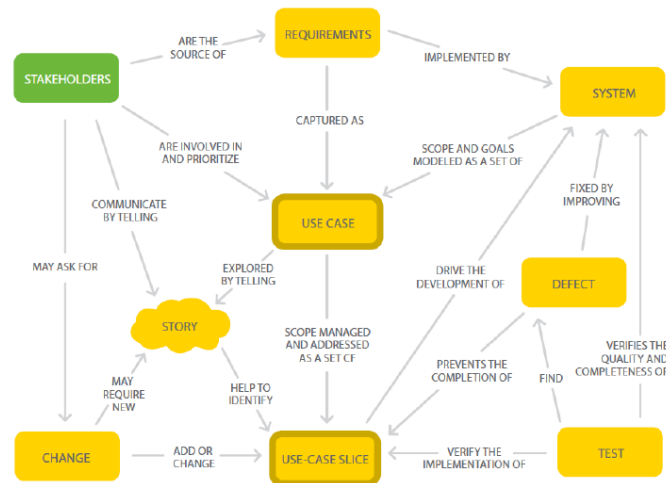 ARE THE
SOURCE OF
REQUIREMENTS
IMPLEMENTED BY
STAKEHOLDERS
SYSTEM
CAPTURED AS
ARE INVOLVED IN
AND PRIORITIZE
SCOPE AND GOALS
MODELED AS A SET OF
COMMUNICATE
BY TELLING
FIXED BY
IMPROVING
USE CASE
MAY ASK FOR
EXPLORED
BY TELLING
DRIVE THE
DEVELOPMENT OF
DEFECT
STORY
SCOPE MANAGED
AND ADDRESSED
AS A SET CF
VERIFIES THE
QUALITY AND
COMPLETENESS OF
PREVENTS THE
COMPLETION OF
FIND
MAY
REQUIRE
NEW
HELP TO
IDENTIFY
CHANGE
ADD OR
CHANGE
USE-CASE SLICE
VERIFY THE
IMPLEMENTATION OF
TEST